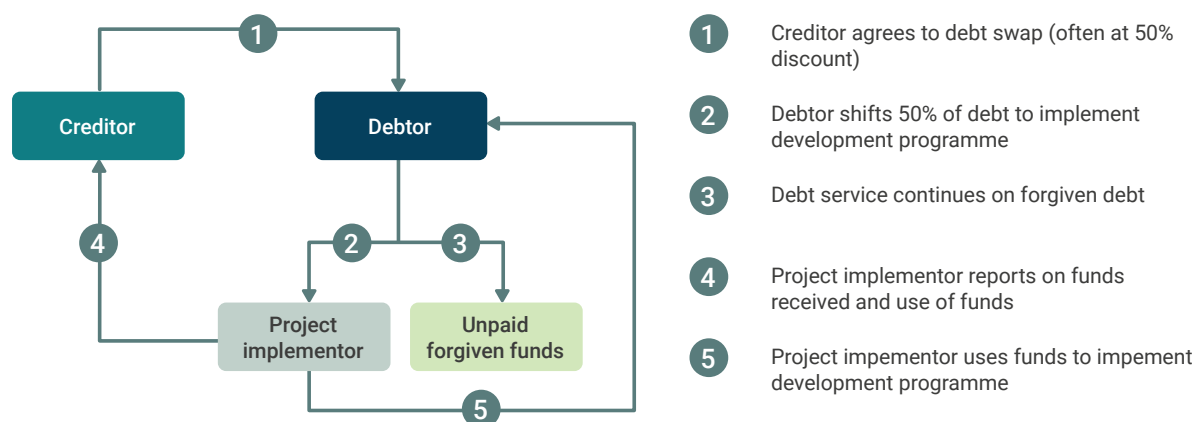 1
Creditor
Debtor
4
2
3
Project
implementor
Unpaid
forgiven funds
5
1
Creditor agrees to debt swap (often at 50%
discount)
2
Debtor shifts 50% of debt to implement
development programme
3
Debt service continues on forgiven debt
4
Project implementor reports on funds
received and use of funds
5
Project impementor uses funds to impement
development programme